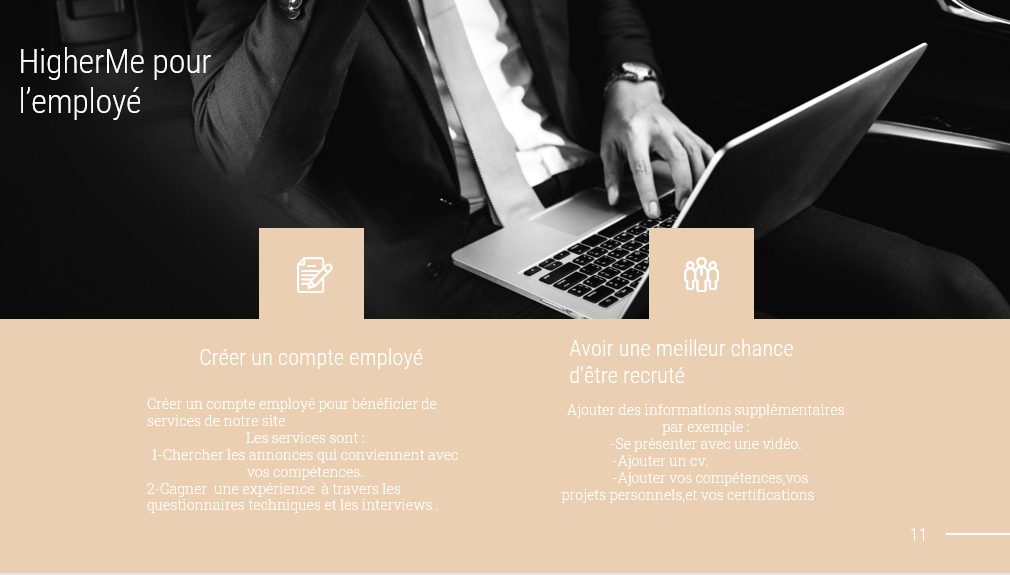 HigherMe pour
l’employé
Créer un compte employé
Créer un compte employé pour bénéficier de
services de notre site
Les services sont :
1-Chercher les annonces qui conviennent avec
vos compétences.
2-Gagner  une expérience  à travers les
questionnaires techniques et les interviews .
Avoir une meilleur chance
d’être recruté
Ajouter des informations supplémentaires
par exemple :
-Se présenter avec une vidéo.
-Ajouter un cv.
-Ajouter vos compétences,vos
projets personnels,et vos certifications
11